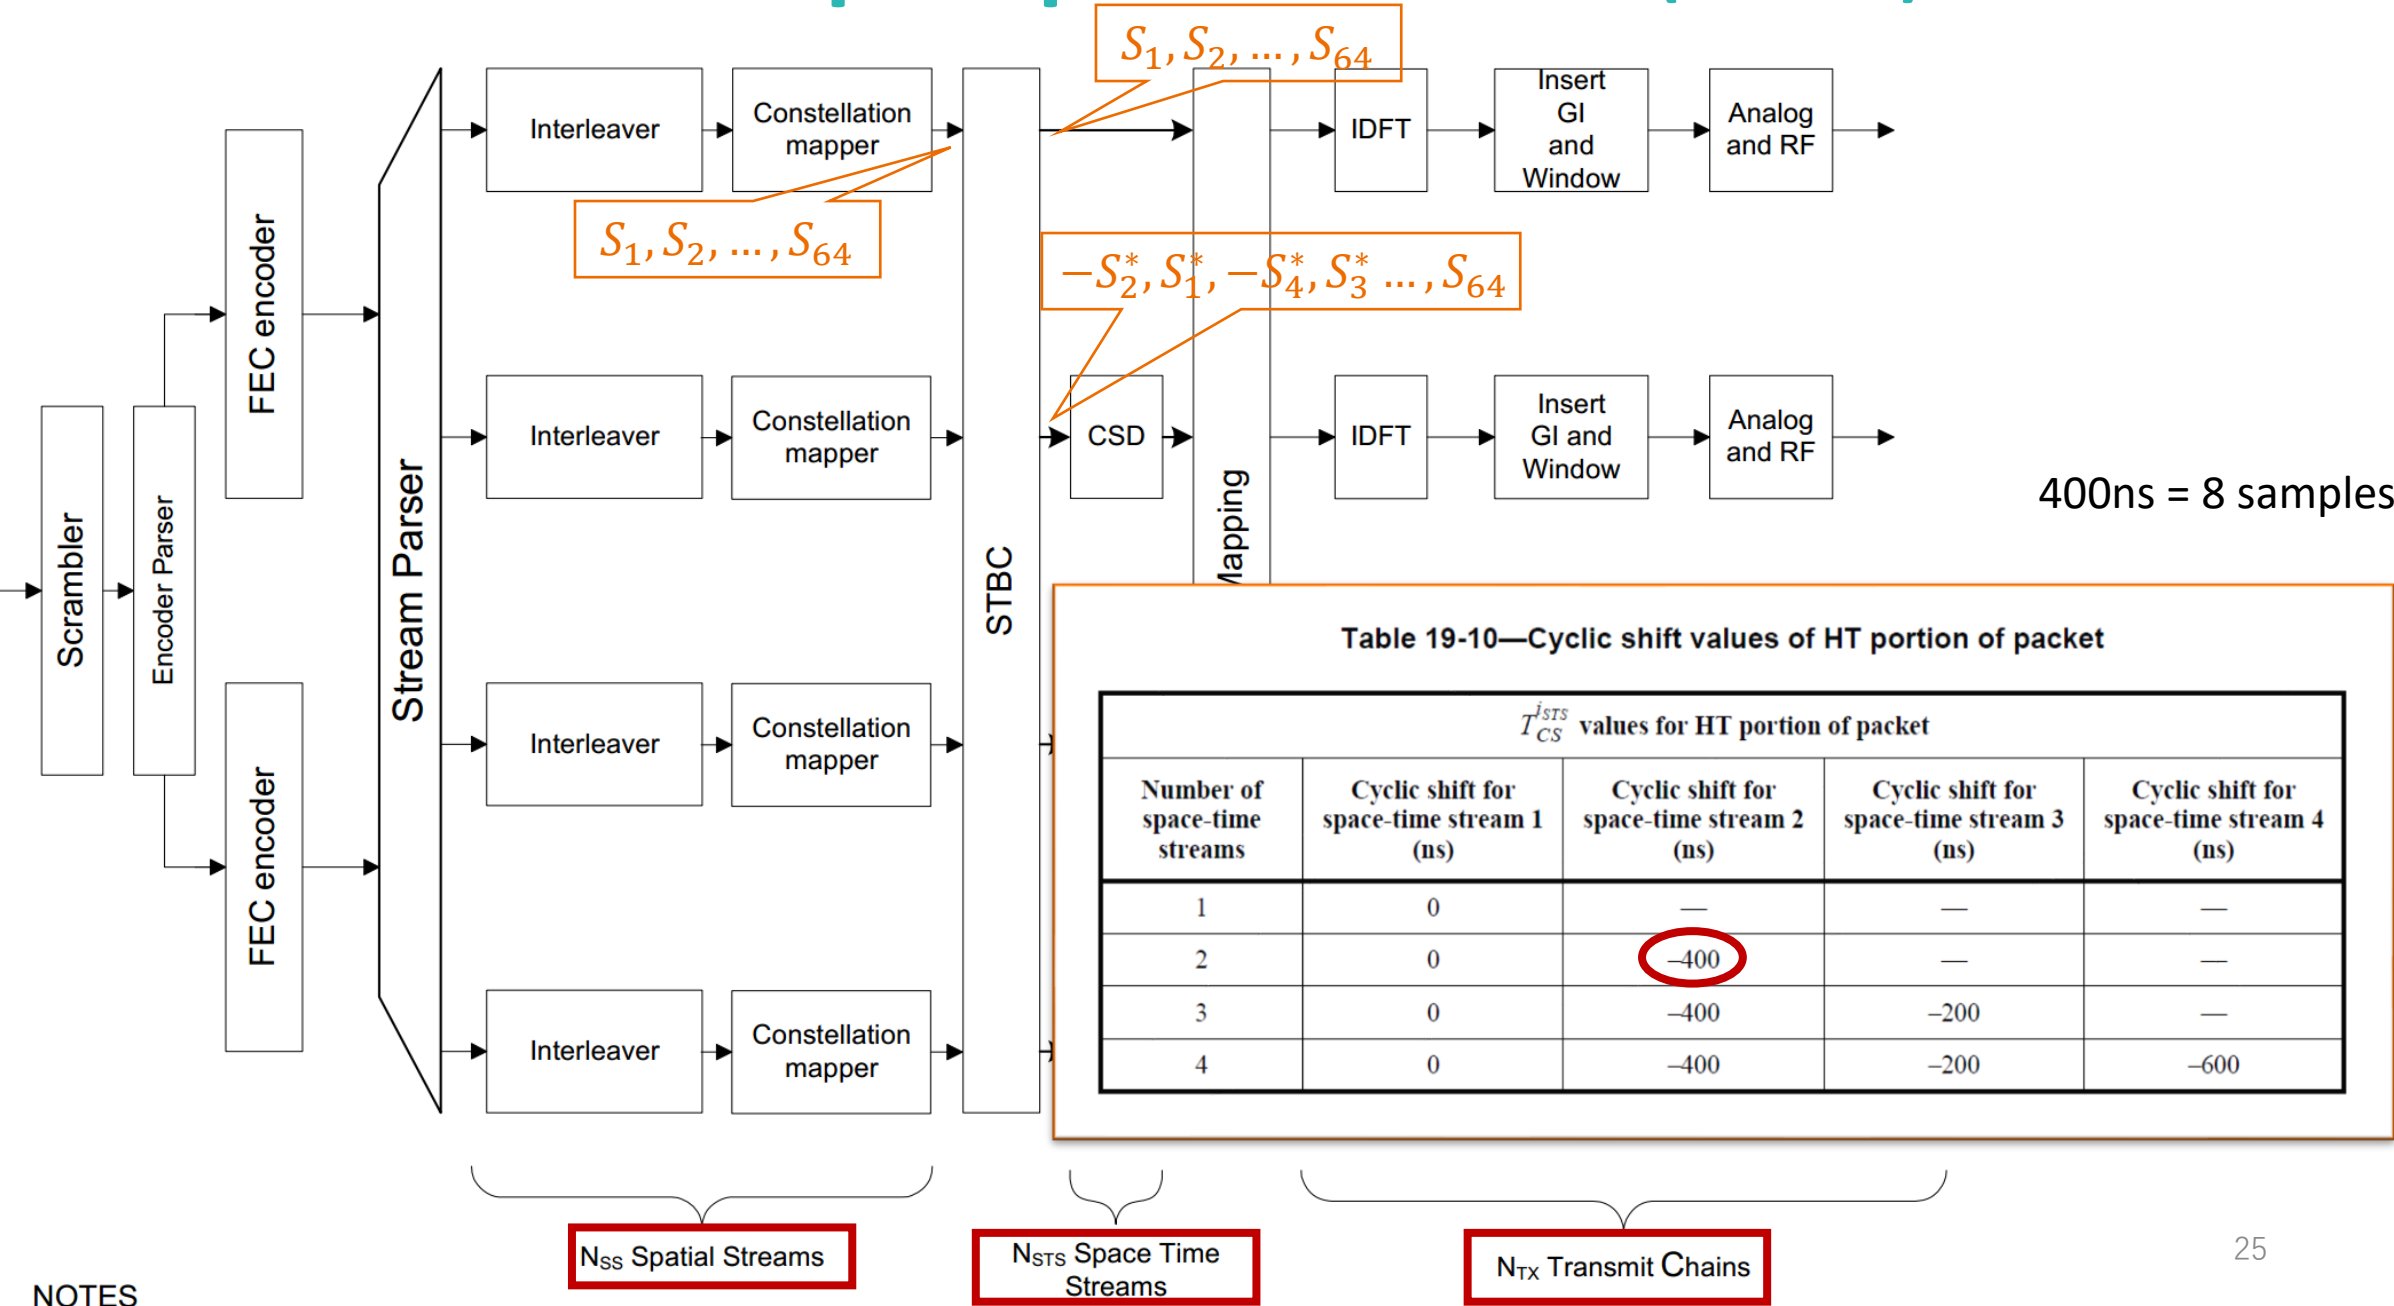 S₁, S₂, … , S₆₄
Interleaver
Constellation
mapper
IDFT
Insert
GI
and
Window
Analog
and RF
S₁, S₂, … , S₆₄
−S₂*, S₁*, −S₄*, S₃* … , S₆₄
FEC encoder
Interleaver
Constellation
mapper
CSD
IDFT
Insert
GI and
Window
Analog
and RF
400ns = 8 samples
Scrambler
Encoder Parser
Stream Parser
STBC
Mapping
FEC encoder
Interleaver
Constellation
mapper
Interleaver
Constellation
mapper
Table 19-10—Cyclic shift values of HT portion of packet
T_CS^iSTS values for HT portion of packet
Number of space-time streams | Cyclic shift for space-time stream 1 (ns) | Cyclic shift for space-time stream 2 (ns) | Cyclic shift for space-time stream 3 (ns) | Cyclic shift for space-time stream 4 (ns)
1 0 — — —
2 0 –400 — —
3 0 –400 –200 —
4 0 –400 –200 –600
NSS Spatial Streams
NSTS Space Time
Streams
NTX Transmit Chains
25
NOTES